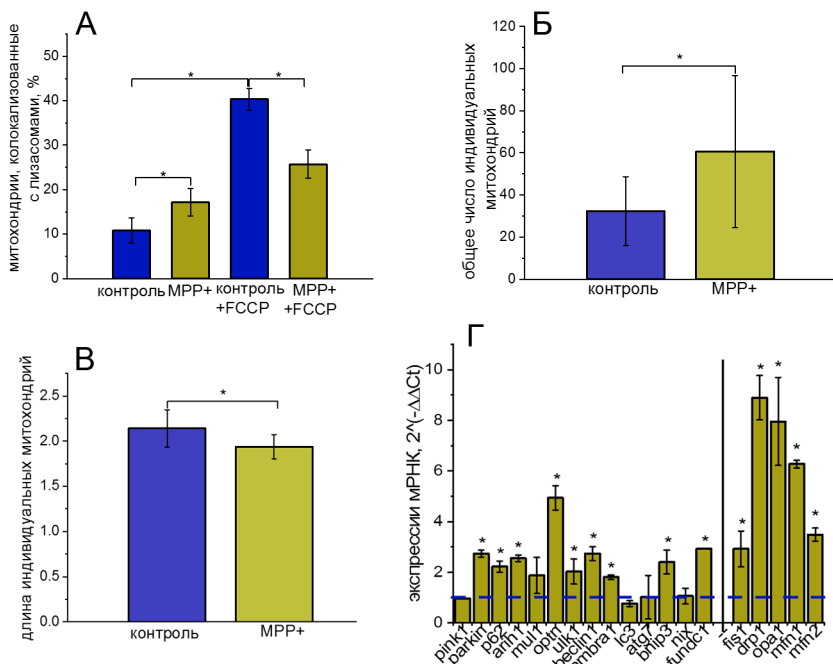 А
митохондрии, колокализованные
с лизасомами, %
50
40
30
20
10
0
*
*
*
контроль
MPP+
контроль
+FCCP
MPP+
+FCCP
Б
общее число индивидуальных
митохондрий
120
100
80
60
40
20
0
*
контроль
MPP+
В
длина индивидуальных митохондрий
2.5
2.0
1.5
1.0
0.5
0.0
*
контроль
MPP+
Г
экспрессии мРНК, 2^(-ΔΔCt)
10
8
6
4
2
0
* * * * * * * * * * * * * *
pink1
parkin
p62
arih1
mul1
optn
ulk1
beclin1
ambra1
lc3
atg7
bnip3
nix
fundc1
fis1
drp1
opa1
mfn1
mfn2